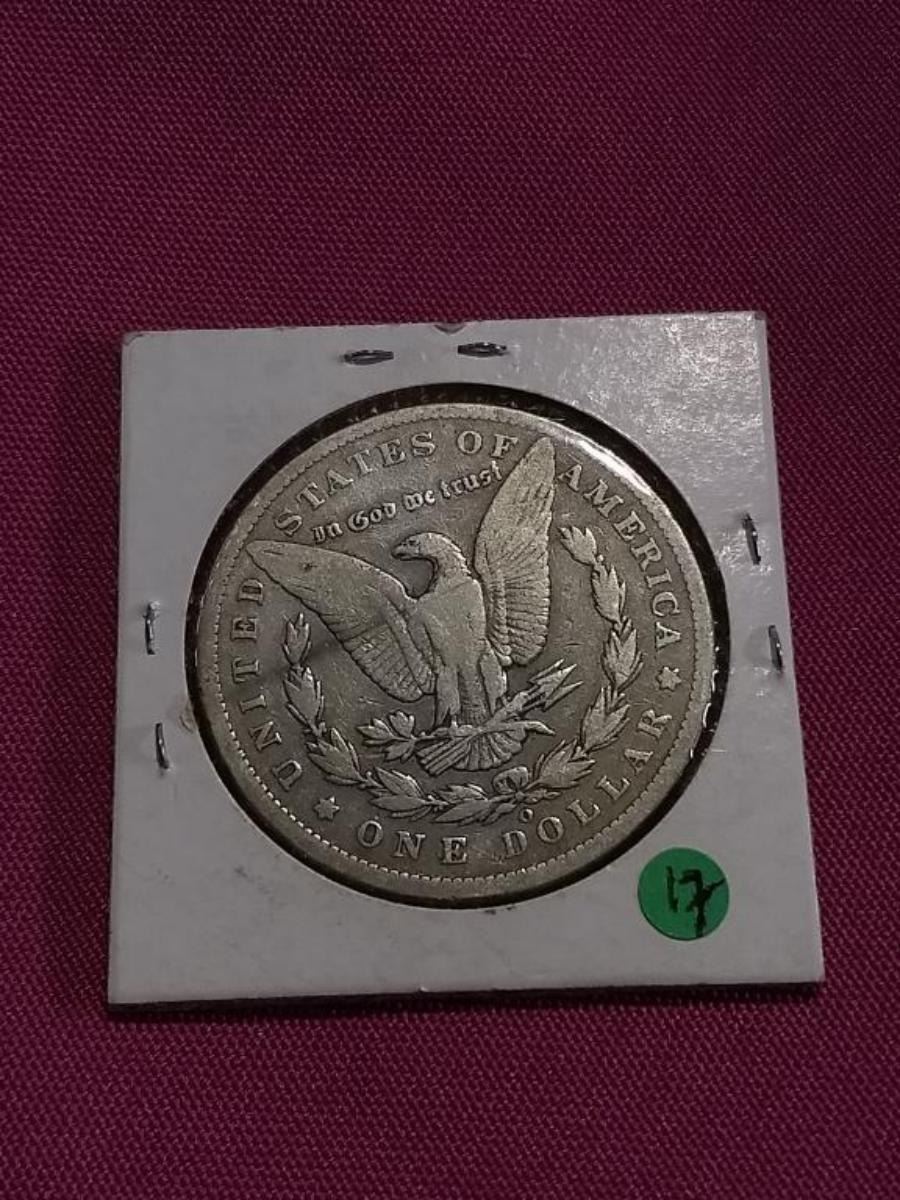 UNITED STATES OF AMERICA
In God we trust
O
ONE DOLLAR
17